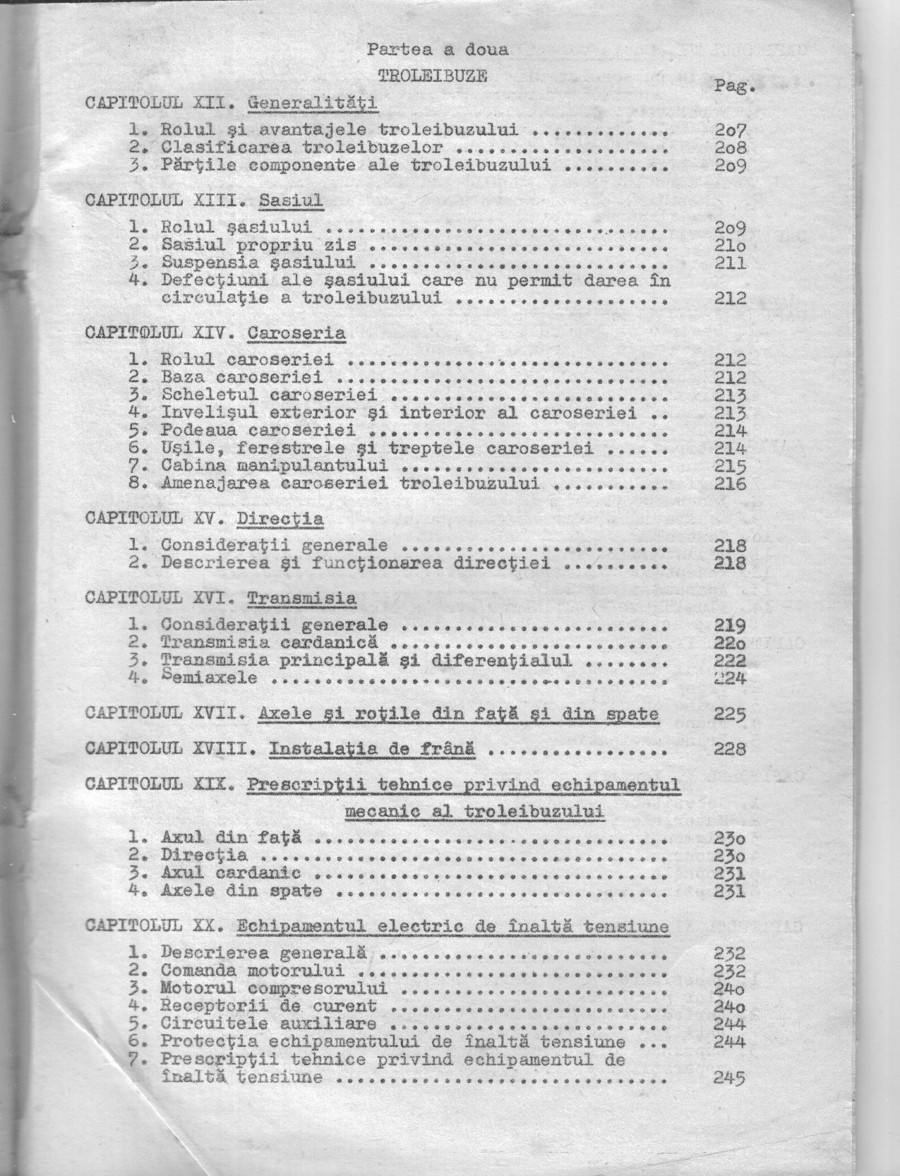 Partea a doua
TROLEIBUZE
Pag.
CAPITOLUL XII. Generalităţi
1. Rolul şi avantajele troleibuzului ............. 2o7
2. Clasificarea troleibuzelor .................... 2o8
3. Părţile componente ale troleibuzului .......... 2o9
CAPITOLUL XIII. Sasiul
1. Rolul şasiului ................................ 2o9
2. Sasiul propriu zis ............................ 21o
3. Suspensia şasiului ............................ 211
4. Defecţiuni ale şasiului care nu permit darea în
circulaţie a troleibuzului .................... 212
CAPITOLUL XIV. Caroseria
1. Rolul caroseriei .............................. 212
2. Baza caroseriei ............................... 212
3. Scheletul caroseriei .......................... 213
4. Invelişul exterior şi interior al caroseriei .. 213
5. Podeaua caroseriei ............................ 214
6. Uşile, ferestrele şi treptele caroseriei ...... 214
7. Cabina manipulantului ......................... 215
8. Amenajarea caroseriei troleibuzului ........... 216
CAPITOLUL XV. Direcţia
1. Consideraţii generale ......................... 218
2. Descrierea şi funcţionarea direcţiei .......... 218
CAPITOLUL XVI. Transmisia
1. Consideraţii generale ......................... 219
2. Transmisia cardanică .......................... 22o
3. Transmisia principală şi diferenţialul ........ 222
4. Semiaxele ..................................... 224
CAPITOLUL XVII. Axele şi roţile din faţă şi din spate 225
CAPITOLUL XVIII. Instalaţia de frână ................. 228
CAPITOLUL XIX. Prescripţii tehnice privind echipamentul
mecanic al troleibuzului
1. Axul din faţă ................................. 23o
2. Direcţia ...................................... 23o
3. Axul cardanic ................................. 231
4. Axele din spate ............................... 231
CAPITOLUL XX. Echipamentul electric de înaltă tensiune
1. Descrierea generală ........................... 232
2. Comanda motorului ............................. 232
3. Motorul compresorului ......................... 24o
4. Receptorii de curent .......................... 24o
5. Circuitele auxiliare .......................... 244
6. Protecţia echipamentului de înaltă tensiune ... 244
7. Prescripţii tehnice privind echipamentul de
înaltă tensiune ............................... 245